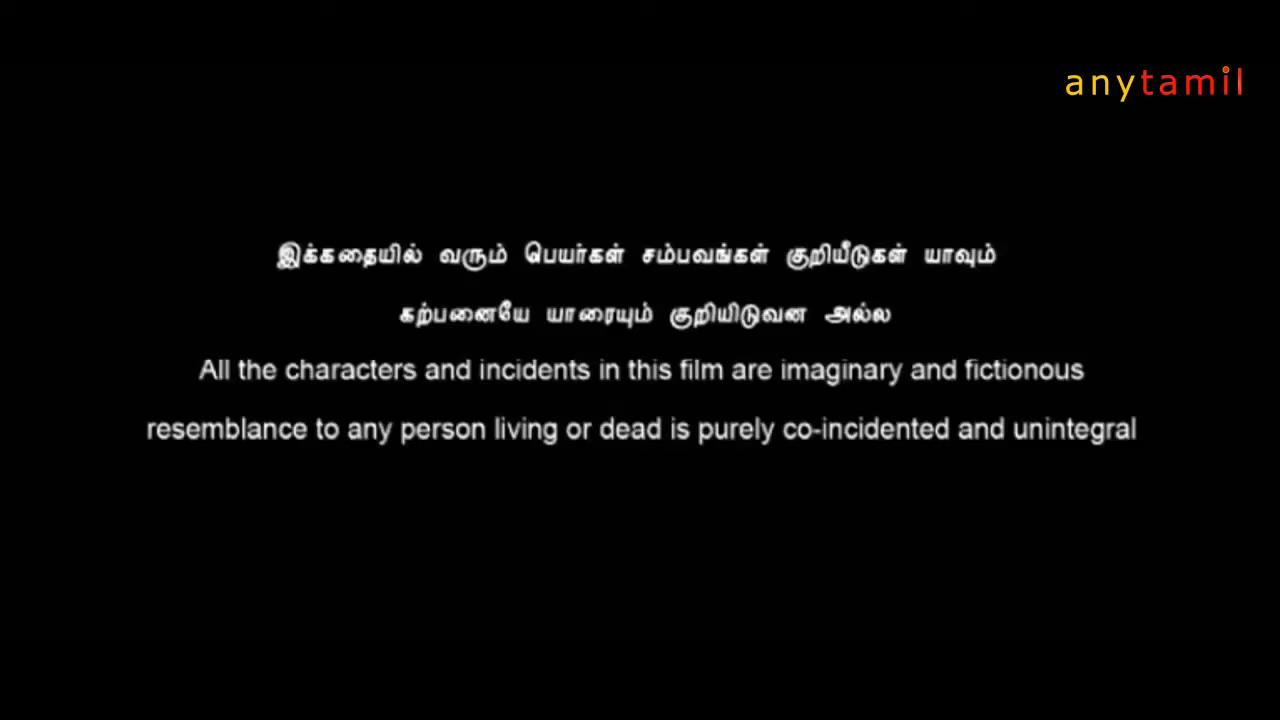 anytamil
இக்கதையில் வரும் பெயர்கள் சம்பவங்கள் குறியீடுகள் யாவும்
கற்பனையே யாரையும் குறியிடுவன அல்ல
All the characters and incidents in this film are imaginary and fictionous
resemblance to any person living or dead is purely co-incidented and unintegral